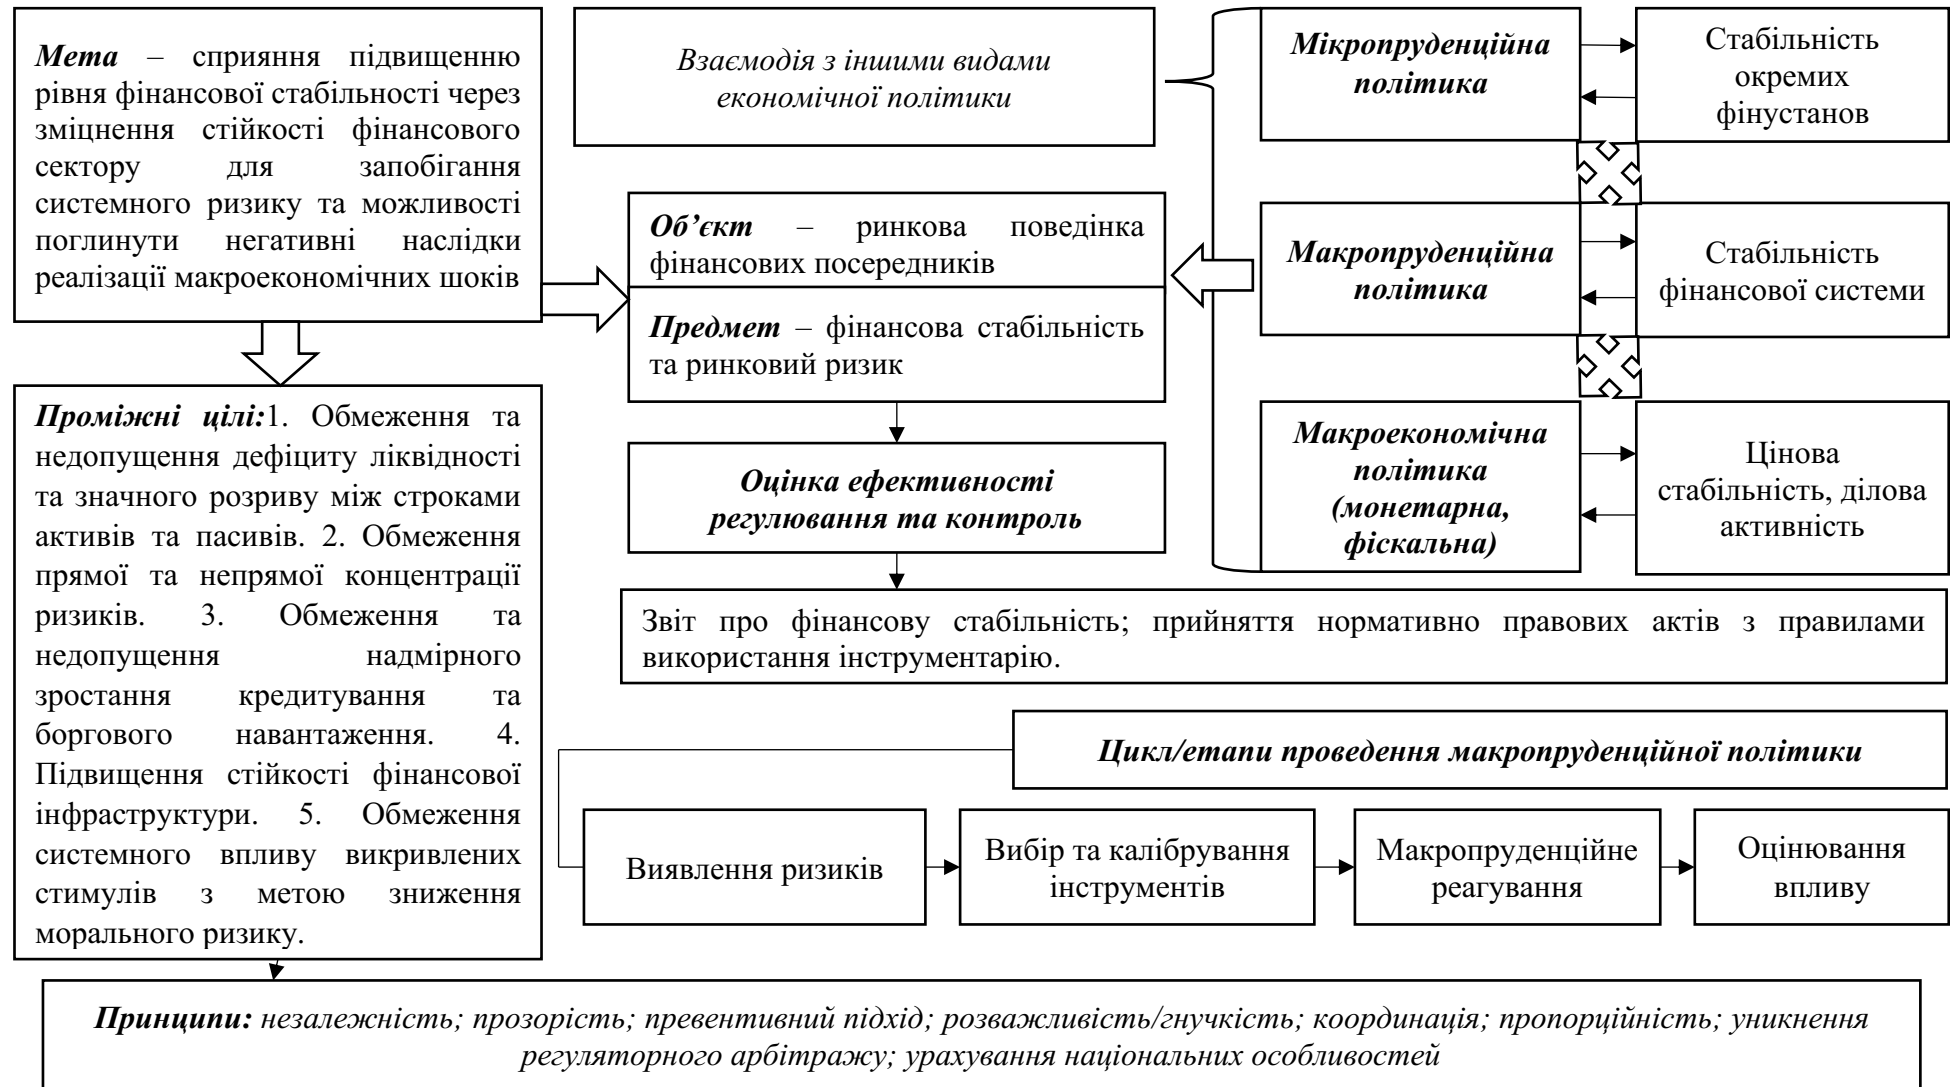 Мета – сприяння підвищенню
рівня фінансової стабільності через
зміцнення стійкості фінансового
сектору для запобігання
системного ризику та можливості
поглинути негативні наслідки
реалізації макроекономічних шоків
Взаємодія з іншими видами
економічної політики
Мікропруденційна
політика
Стабільність
окремих
фінустанов
Об’єкт – ринкова поведінка
фінансових посередників
Предмет – фінансова стабільність
та ринковий ризик
Макропруденційна
політика
Стабільність
фінансової системи
Проміжні цілі:1. Обмеження та
недопущення дефіциту ліквідності
та значного розриву між строками
активів та пасивів. 2. Обмеження
прямої та непрямої концентрації
ризиків. 3. Обмеження та
недопущення надмірного
зростання кредитування та
боргового навантаження. 4.
Підвищення стійкості фінансової
інфраструктури. 5. Обмеження
системного впливу викривлених
стимулів з метою зниження
морального ризику.
Оцінка ефективності
регулювання та контроль
Макроекономічна
політика
(монетарна,
фіскальна)
Цінова
стабільність, ділова
активність
Звіт про фінансову стабільність; прийняття нормативно правових актів з правилами
використання інструментарію.
Цикл/етапи проведення макропруденційної політики
Виявлення ризиків
Вибір та калібрування
інструментів
Макропруденційне
реагування
Оцінювання
впливу
Принципи: незалежність; прозорість; превентивний підхід; розважливість/гнучкість; координація; пропорційність; уникнення
регуляторного арбітражу; урахування національних особливостей